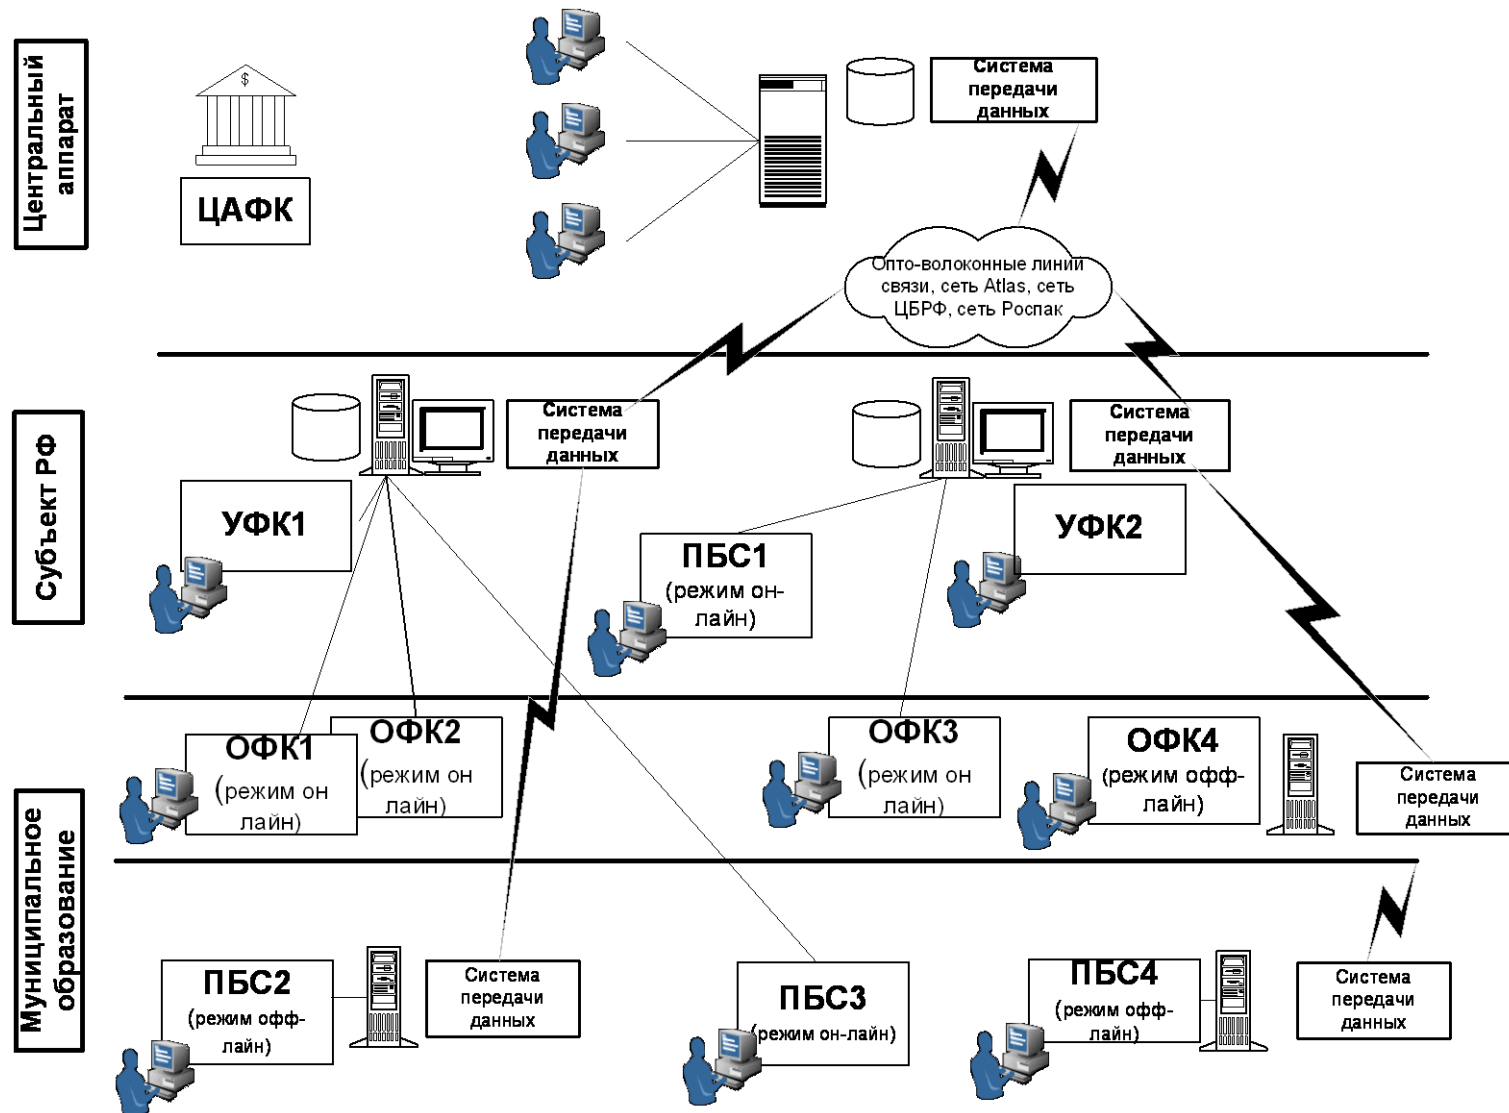 Центральный
аппарат
$
ЦАФК
Система
передачи
данных
Опто-волоконные линии
связи, сеть Atlas, сеть
ЦБРФ, сеть Роспак
Субъект РФ
Система
передачи
данных
УФК1
ПБС1
(режим он-
лайн)
Система
передачи
данных
УФК2
Муниципальное
образование
ОФК1
(режим он
лайн)
ОФК2
(режим он
лайн)
ОФК3
(режим он
лайн)
ОФК4
(режим офф-
лайн)
Система
передачи
данных
ПБС2
(режим офф-
лайн)
Система
передачи
данных
ПБС3
(режим он-лайн)
ПБС4
(режим офф-
лайн)
Система
передачи
данных